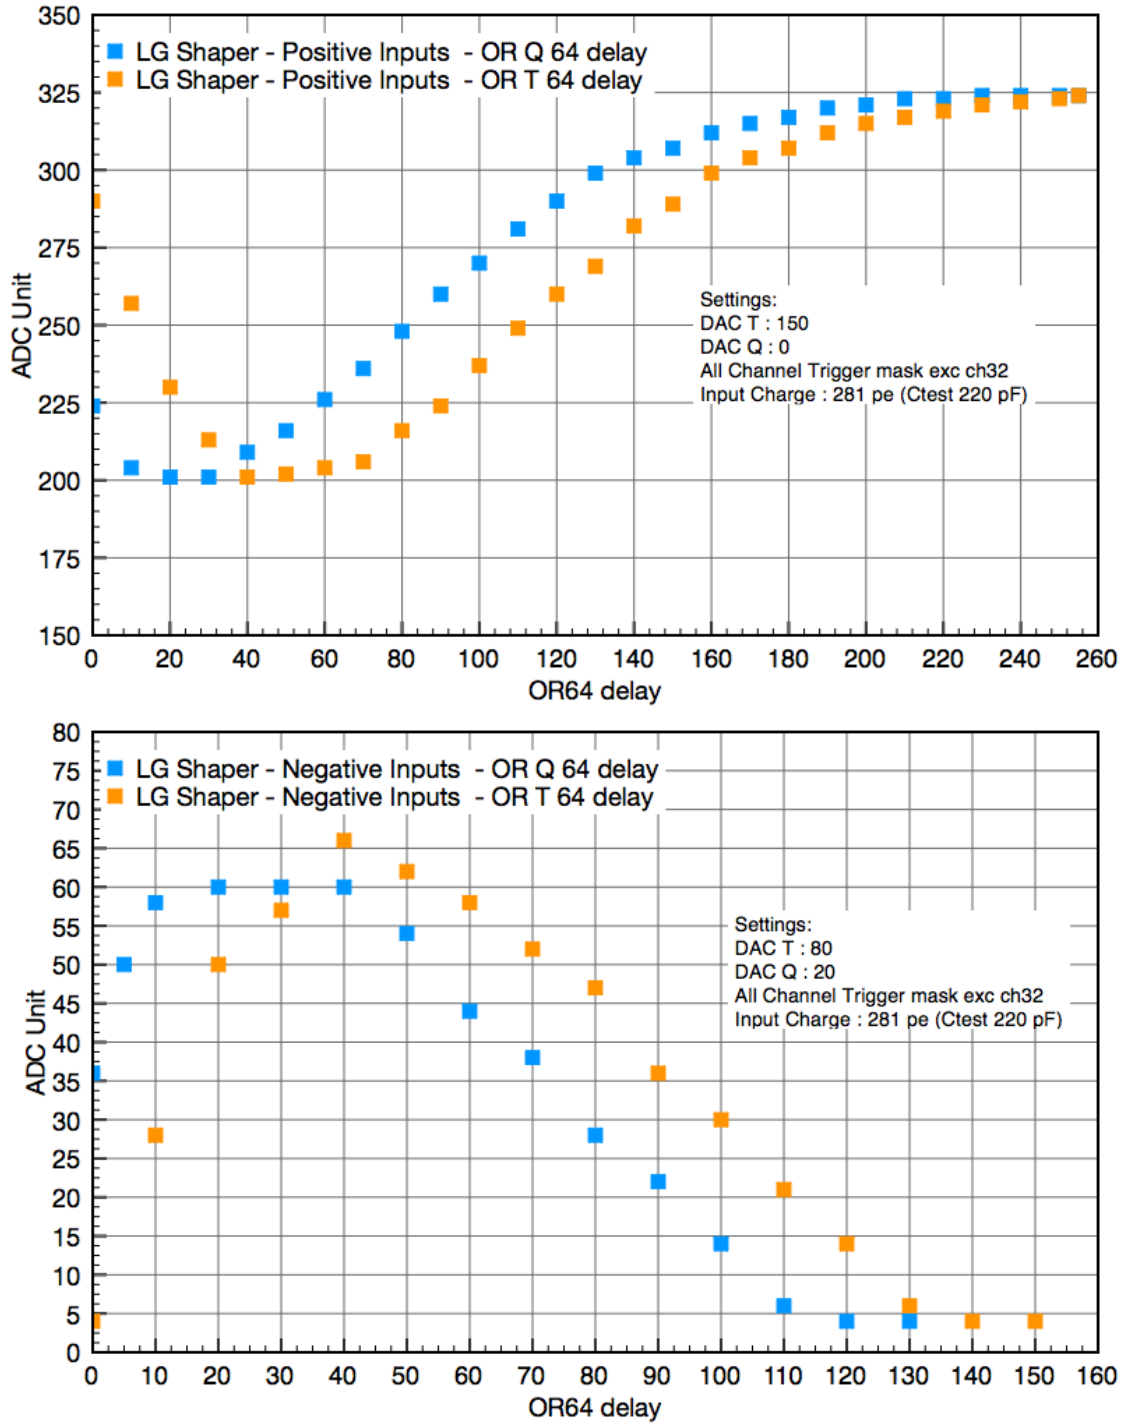 350
325
300
275
250
225
200
175
150
ADC Unit
LG Shaper - Positive Inputs - OR Q 64 delay
LG Shaper - Positive Inputs - OR T 64 delay
Settings:
DAC T : 150
DAC Q : 0
All Channel Trigger mask exc ch32
Input Charge : 281 pe (Ctest 220 pF)
0 20 40 60 80 100 120 140 160 180 200 220 240 260
OR64 delay
80
75
70
65
60
55
50
45
40
35
30
25
20
15
10
5
0
ADC Unit
LG Shaper - Negative Inputs - OR Q 64 delay
LG Shaper - Negative Inputs - OR T 64 delay
Settings:
DAC T : 80
DAC Q : 20
All Channel Trigger mask exc ch32
Input Charge : 281 pe (Ctest 220 pF)
0 10 20 30 40 50 60 70 80 90 100 110 120 130 140 150 160
OR64 delay